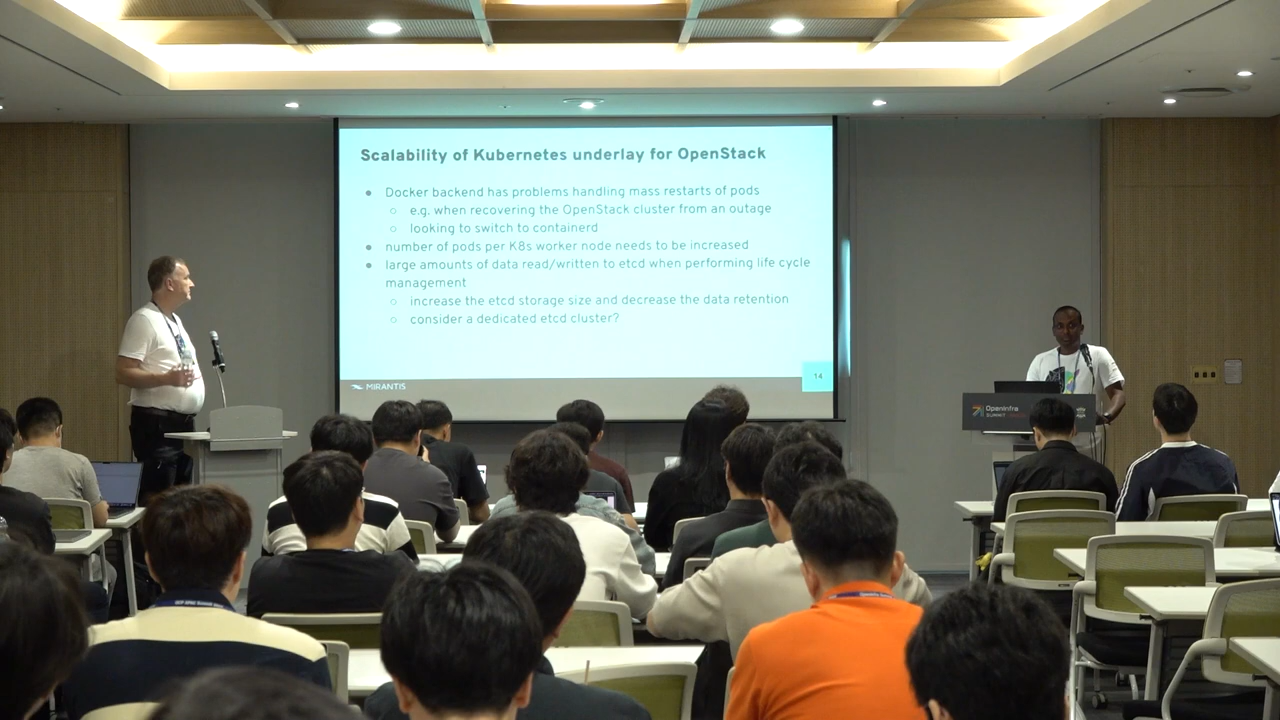 Scalability of Kubernetes underlay for OpenStack
● Docker backend has problems handling mass restarts of pods
○ e.g. when recovering the OpenStack cluster from an outage
○ looking to switch to containerd
● number of pods per K8s worker node needs to be increased
● large amounts of data read/written to etcd when performing life cycle
management
○ increase the etcd storage size and decrease the data retention
○ consider a dedicated etcd cluster?
MIRANTIS
14
OpenInfra
SUMMIT